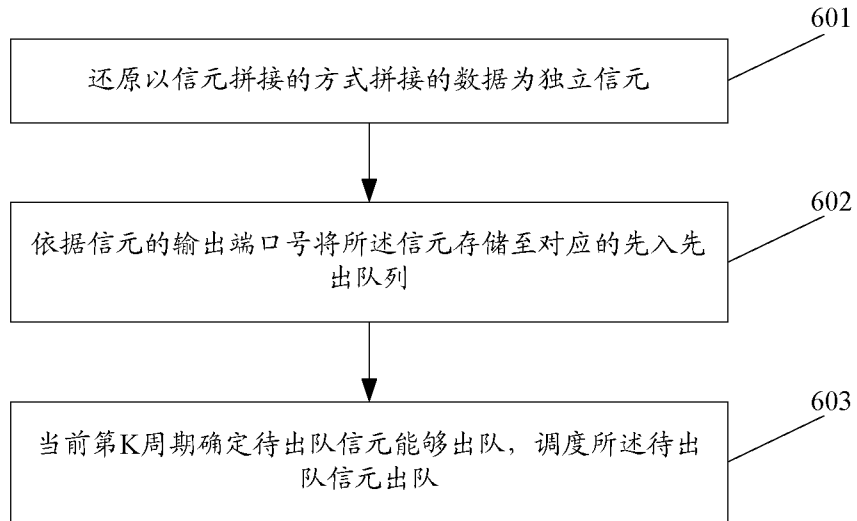 601
还原以信元拼接的方式拼接的数据为独立信元
602
依据信元的输出端口号将所述信元存储至对应的先入先
出队列
603
当前第K周期确定待出队信元能够出队，调度所述待出
队信元出队